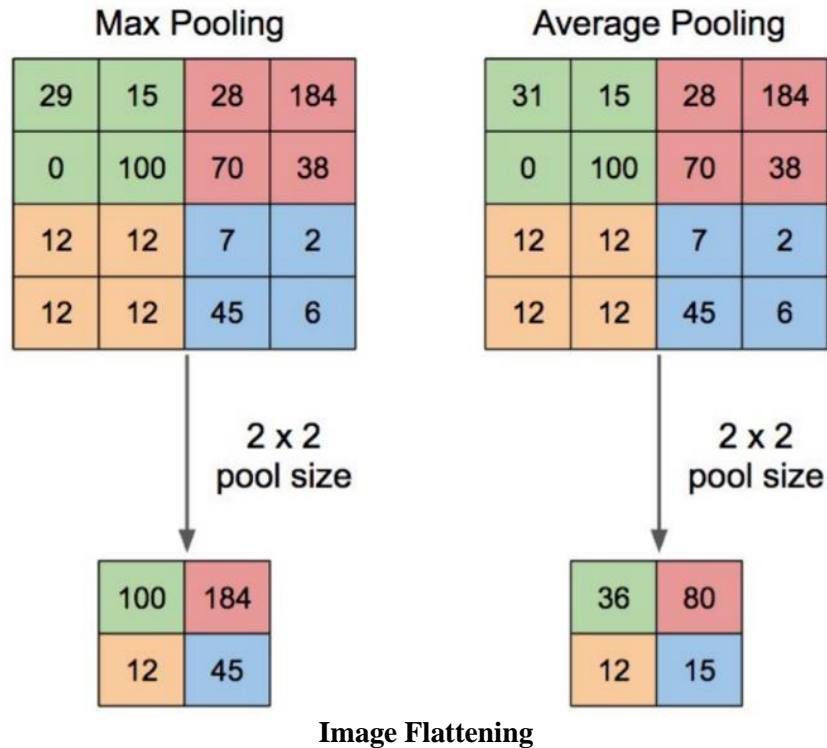 Max Pooling Average Pooling
29 15 28 184 31 15 28 184
0 100 70 38 0 100 70 38
12 12 7 2 12 12 7 2
12 12 45 6 12 12 45 6
2 x 2 2 x 2
pool size pool size
100 184 36 80
12 45 12 15
Image Flattening